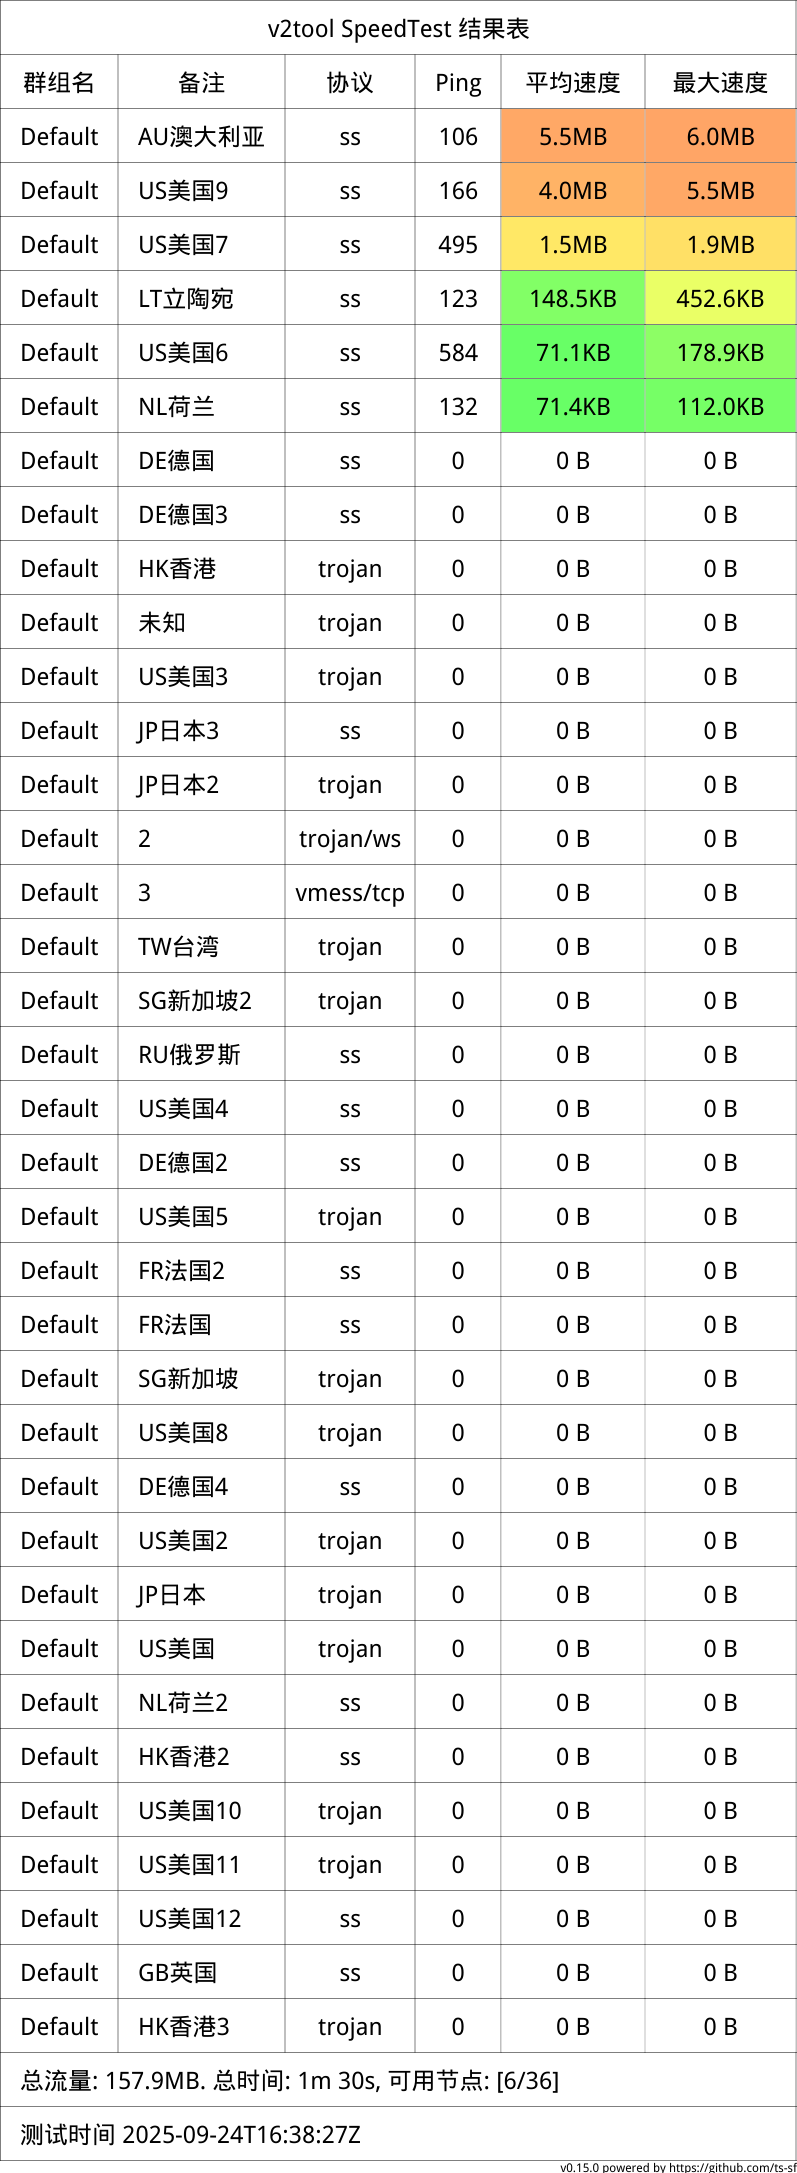 v2tool SpeedTest 结果表
群组名 备注 协议 Ping 平均速度 最大速度
Default AU澳大利亚 ss 106 5.5MB 6.0MB
Default US美国9 ss 166 4.0MB 5.5MB
Default US美国7 ss 495 1.5MB 1.9MB
Default LT立陶宛 ss 123 148.5KB 452.6KB
Default US美国6 ss 584 71.1KB 178.9KB
Default NL荷兰 ss 132 71.4KB 112.0KB
Default DE德国 ss 0 0 B 0 B
Default DE德国3 ss 0 0 B 0 B
Default HK香港 trojan 0 0 B 0 B
Default 未知 trojan 0 0 B 0 B
Default US美国3 trojan 0 0 B 0 B
Default JP日本3 ss 0 0 B 0 B
Default JP日本2 trojan 0 0 B 0 B
Default 2 trojan/ws 0 0 B 0 B
Default 3 vmess/tcp 0 0 B 0 B
Default TW台湾 trojan 0 0 B 0 B
Default SG新加坡2 trojan 0 0 B 0 B
Default RU俄罗斯 ss 0 0 B 0 B
Default US美国4 ss 0 0 B 0 B
Default DE德国2 ss 0 0 B 0 B
Default US美国5 trojan 0 0 B 0 B
Default FR法国2 ss 0 0 B 0 B
Default FR法国 ss 0 0 B 0 B
Default SG新加坡 trojan 0 0 B 0 B
Default US美国8 trojan 0 0 B 0 B
Default DE德国4 ss 0 0 B 0 B
Default US美国2 trojan 0 0 B 0 B
Default JP日本 trojan 0 0 B 0 B
Default US美国 trojan 0 0 B 0 B
Default NL荷兰2 ss 0 0 B 0 B
Default HK香港2 ss 0 0 B 0 B
Default US美国10 trojan 0 0 B 0 B
Default US美国11 trojan 0 0 B 0 B
Default US美国12 ss 0 0 B 0 B
Default GB英国 ss 0 0 B 0 B
Default HK香港3 trojan 0 0 B 0 B
总流量: 157.9MB. 总时间: 1m 30s, 可用节点: [6/36]
测试时间 2025-09-24T16:38:27Z
v0.15.0 powered by https://github.com/ts-sf